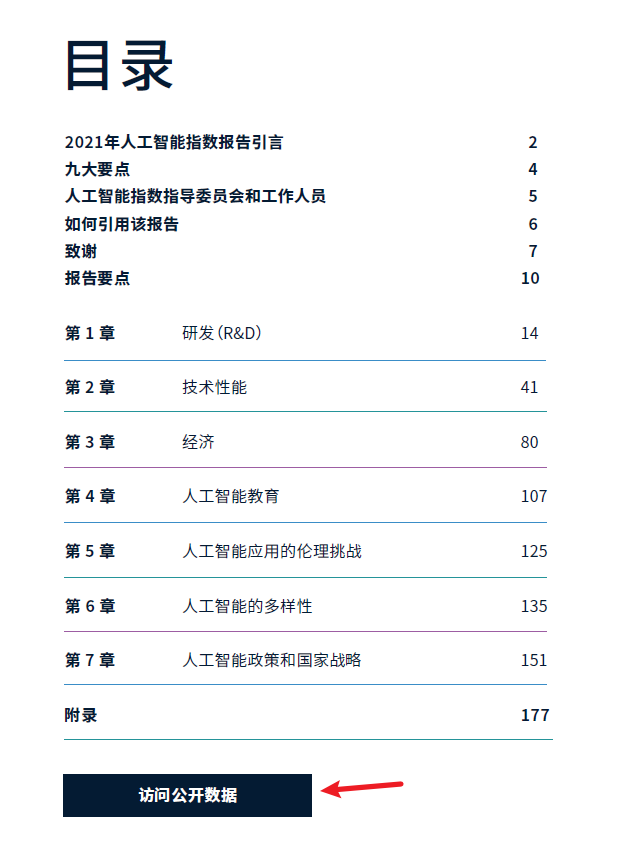 目录
2021年人工智能指数报告引言 2
九大要点 4
人工智能指数指导委员会和工作人员 5
如何引用该报告 6
致谢 7
报告要点 10
第 1 章 研发（R&D） 14
第 2 章 技术性能 41
第 3 章 经济 80
第 4 章 人工智能教育 107
第 5 章 人工智能应用的伦理挑战 125
第 6 章 人工智能的多样性 135
第 7 章 人工智能政策和国家战略 151
附录 177
访问公开数据